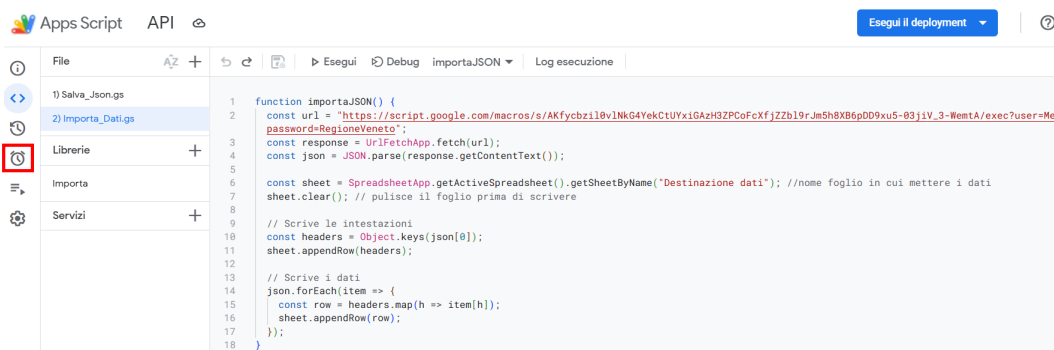 Apps Script API
Esegui il deployment
File
AZ
Esegui Debug importaJSON Log esecuzione
1) Salva_Json.gs
2) Importa_Dati.gs
Librerie
Importa
Servizi
1 function importaJSON() {
2 const url = "https://script.google.com/macros/s/AKfycbzil0vlNkG4YekCtUYxiGAzH3ZPCoFcXfjZZbl9rJm5h8XB6pDD9xu5-03jiV_3-WemtA/exec?user=Me
password=RegioneVeneto";
3 const response = UrlFetchApp.fetch(url);
4 const json = JSON.parse(response.getContentText());
5
6 const sheet = SpreadsheetApp.getActiveSpreadsheet().getSheetByName("Destinazione dati"); //nome foglio in cui mettere i dati
7 sheet.clear(); // pulisce il foglio prima di scrivere
8
9 // Scrive le intestazioni
10 const headers = Object.keys(json[0]);
11 sheet.appendRow(headers);
12
13 // Scrive i dati
14 json.forEach(item => {
15 const row = headers.map(h => item[h]);
16 sheet.appendRow(row);
17 });
18 }